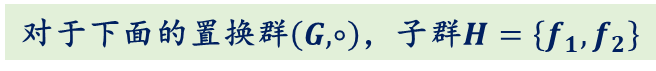 对于下面的置换群(G,∘)，子群H = {f₁,f₂}